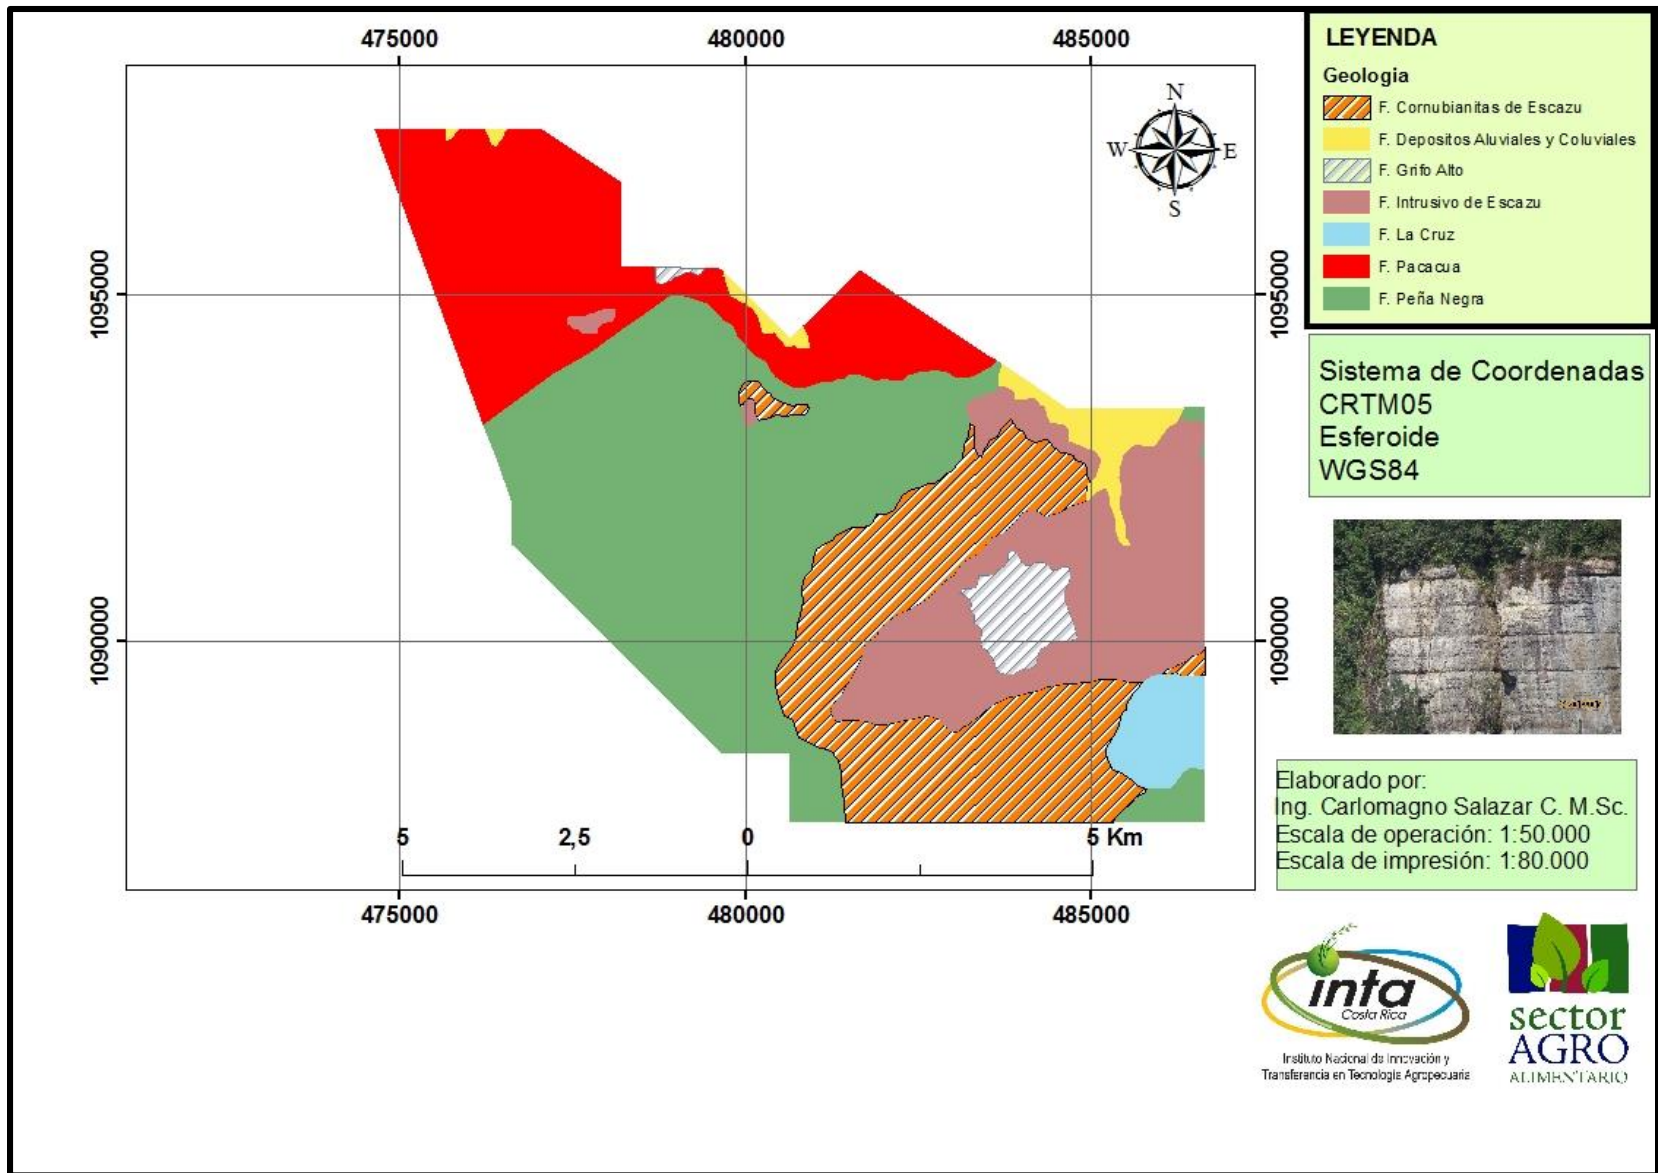 475000 480000 485000
LEYENDA
Geologia
F. Cornubianitas de Escazu
F. Depositos Aluviales y Coluviales
F. Grifo Alto
F. Intrusivo de Escazu
F. La Cruz
F. Pacacua
F. Peña Negra
N
W E
S
1095000 1095000
1090000 1090000
5 2,5 0 5 Km
475000 480000 485000
Sistema de Coordenadas
CRTM05
Esferoide
WGS84
Elaborado por:
Ing. Carlomagno Salazar C. M.Sc.
Escala de operación: 1:50.000
Escala de impresión: 1:80.000
inta
Costa Rica
Instituto Nacional de Innovación y
Transferencia en Tecnología Agropecuaria
sector
AGRO
ALIMENTARIO